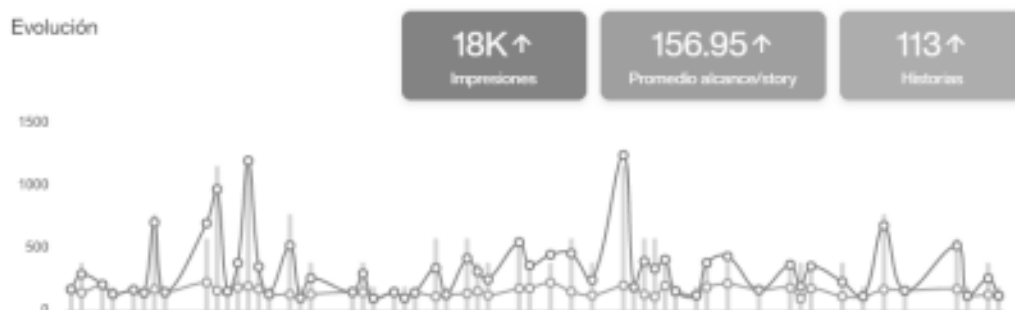 Evolución
18K↑
Impresiones
156.95↑
Promedio alcance/story
113↑
Historias
1500
1000
500
0